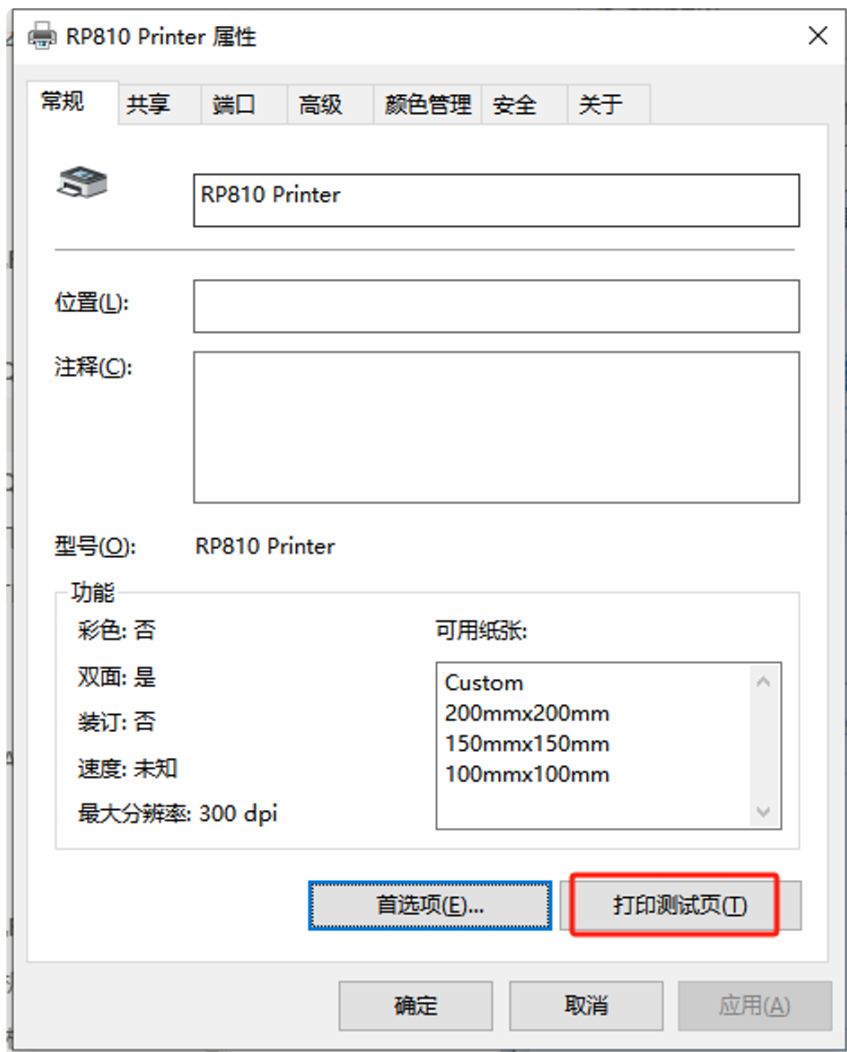 RP810 Printer 属性
常规 共享 端口 高级 颜色管理 安全 关于
RP810 Printer
位置(L):
注释(C):
型号(O): RP810 Printer
功能
彩色: 否 可用纸张:
双面: 是
装订: 否
速度: 未知
最大分辨率: 300 dpi
Custom
200mmx200mm
150mmx150mm
100mmx100mm
首选项(E)... 打印测试页(T)
确定 取消 应用(A)